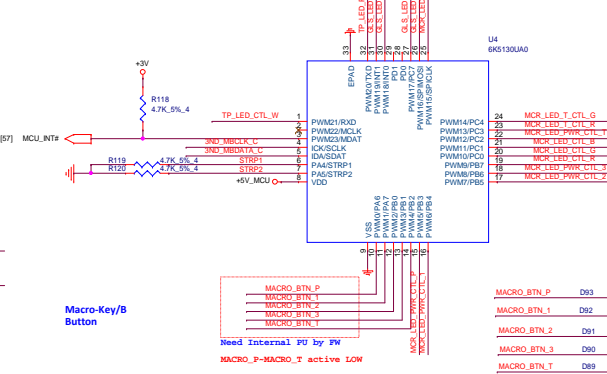 TP_LED_
GLS_LED
GLS_LED
GLS_LED
GLS_LED
MCR_LED
U4
6K5130UA0
33
32
31
30
29
28
27
26
25
EPAD
PWM20/TXD
PWM19/INT1
PWM18/INT0
PD1
PD0
PWM17/PC7
PWM16/SPIMOSI
PWM15/SPICLK
+3V
R118
4.7K_5%_4
[57] MCU_INT#
TP_LED_CTL_W
3ND_MBCLK_C
3ND_MBDATA_C
R119 4.7K_5%_4 STRP1
R120 4.7K_5%_4 STRP2
+5V_MCU
1 PWM21/RXD
2 PWM22/MCLK
3 PWM23/MDAT
4 ICK/SCLK
5 IDA/SDAT
6 PA4/STRP1
7 PA5/STRP2
8 VDD
PWM14/PC4 24 MCR_LED_T_CTL_G
PWM13/PC3 23 MCR_LED_T_CTL_R
PWM12/PC2 22 MCR_LED_PWR_CTL_T
PWM11/PC1 21 MCR_LED_CTL_B
PWM10/PC0 20 MCR_LED_CTL_G
PWM9/PB7 19 MCR_LED_CTL_R
PWM8/PB6 18 MCR_LED_PWR_CTL_3
PWM7/PB5 17 MCR_LED_PWR_CTL_2
VSS
PWM0/PA6
PWM1/PA7
PWM2/PB0
PWM3/PB1
PWM4/PB2
PWM5/PB3
PWM6/PB4
9
10
11
12
13
14
15
16
MCR_LED_PWR_CTL_P
MCR_LED_PWR_CTL_1
MACRO_BTN_P
MACRO_BTN_1
MACRO_BTN_2
MACRO_BTN_3
MACRO_BTN_T
Macro-Key/B
Button
Need Internal PU by FW
MACRO_P-MACRO_T active LOW
MACRO_BTN_P D93
MACRO_BTN_1 D92
MACRO_BTN_2 D91
MACRO_BTN_3 D90
MACRO_BTN_T D89